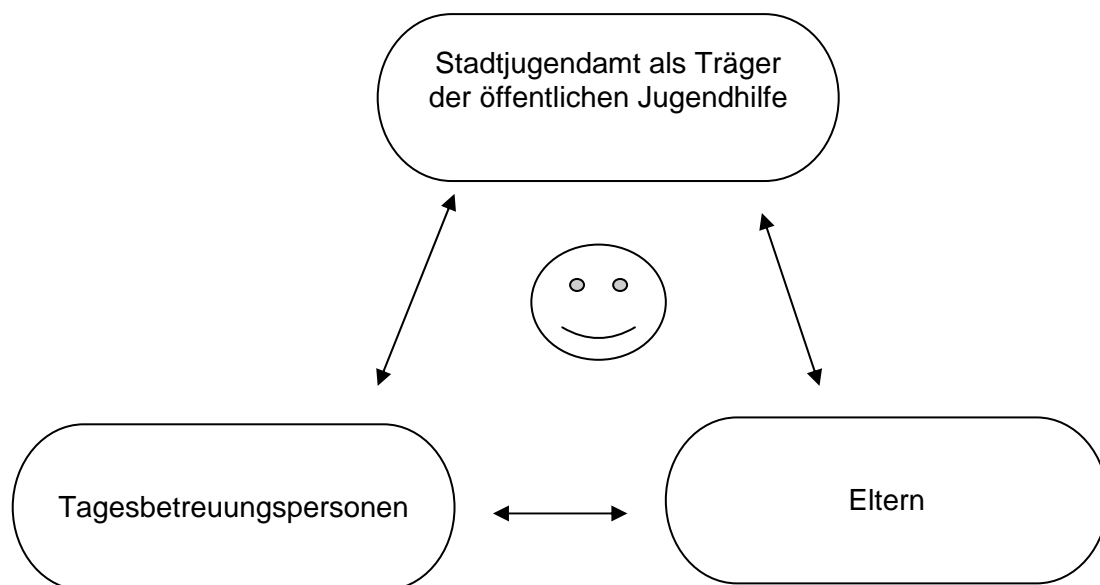 Stadtjugendamt als Träger
der öffentlichen Jugendhilfe
Tagesbetreuungspersonen
Eltern